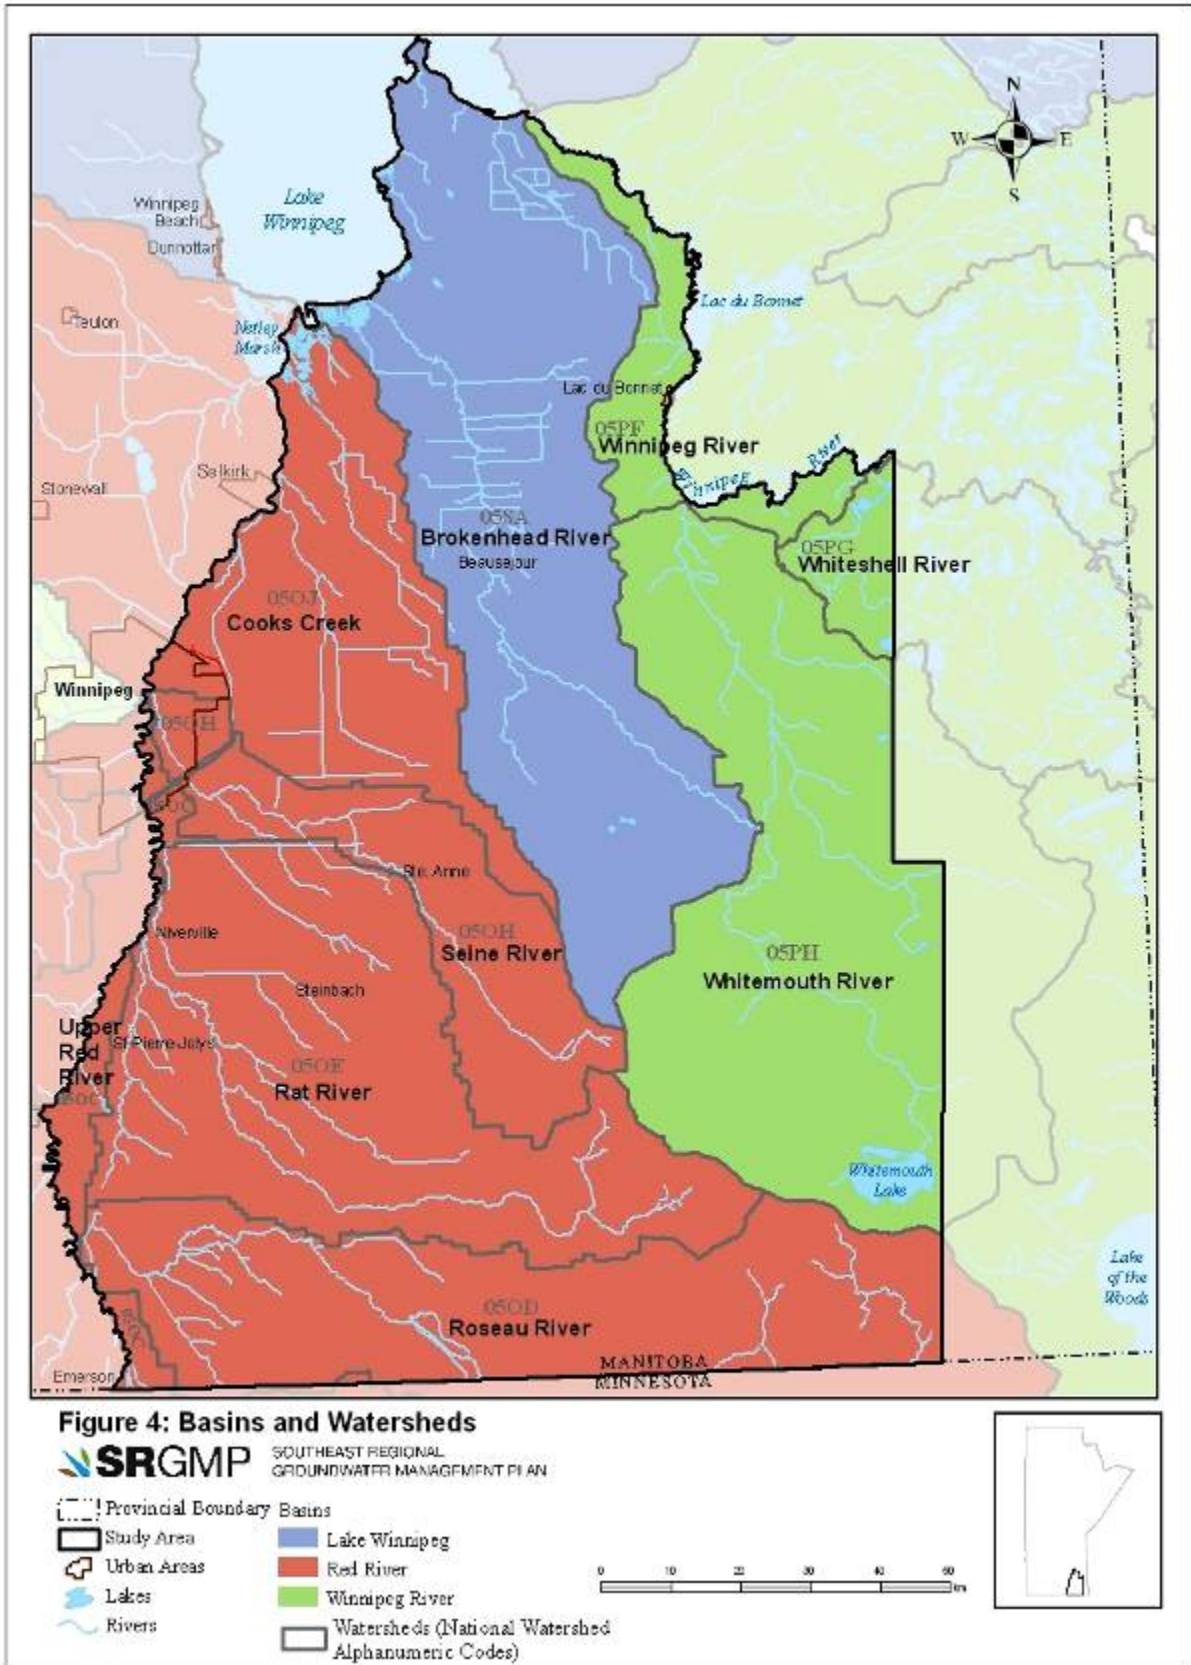 N
W E
S
Lake
Winnipeg
Winnipeg
Beach
Dunnottar
Teulon
Netley
Marsh
Lac du Bonnet
Lac du Bonnet
05PF
Winnipeg River
Winnipeg River
Selkirk
Stonewall
05SA
Brokenhead River
Beausejour
05PG
Whiteshell River
05OJ
Cooks Creek
Winnipeg
05OH
05OC
Ste. Anne
Niverville
05OH
Seine River
05PH
Whitemouth River
Steinbach
Upper
Red
River
05OC
St-Pierre-Jolys
05OE
Rat River
Whitemouth
Lake
Lake
of the
Woods
05OD
Roseau River
05OC
Emerson
MANITOBA
MINNESOTA
Figure 4: Basins and Watersheds
SRGMP
SOUTHEAST REGIONAL
GROUNDWATER MANAGEMENT PLAN
Provincial Boundary
Study Area
Urban Areas
Lakes
Rivers
Basins
Lake Winnipeg
Red River
Winnipeg River
Watersheds (National Watershed
Alphanumeric Codes)
0 10 20 30 40 50
km